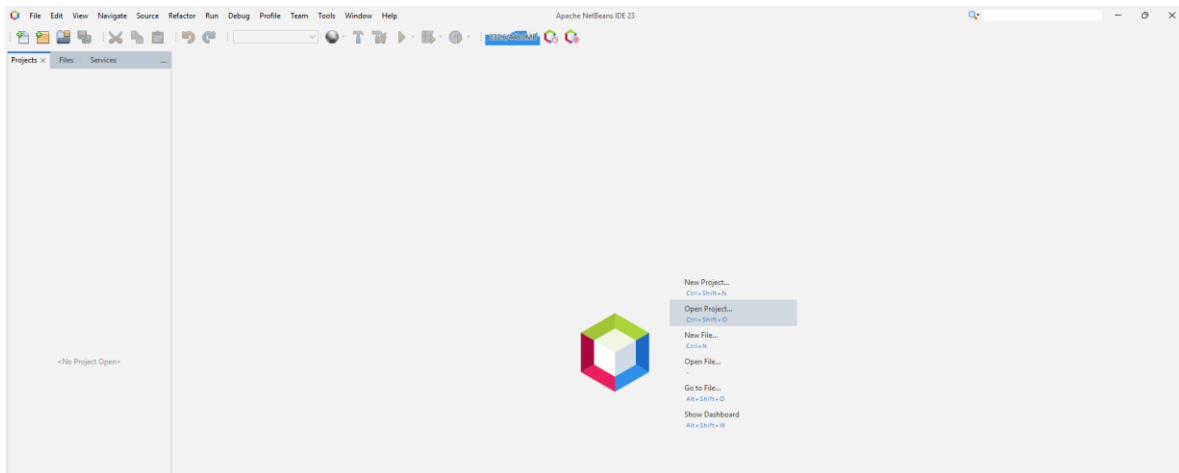 File Edit View Navigate Source Refactor Run Debug Profile Team Tools Window Help
Apache NetBeans IDE 23
Projects Files Services
<No Project Open>
New Project...
Ctrl+Shift+N
Open Project...
Ctrl+Shift+O
New File...
Ctrl+N
Open File...
-
Go to File...
Alt+Shift+O
Show Dashboard
Alt+Shift+W